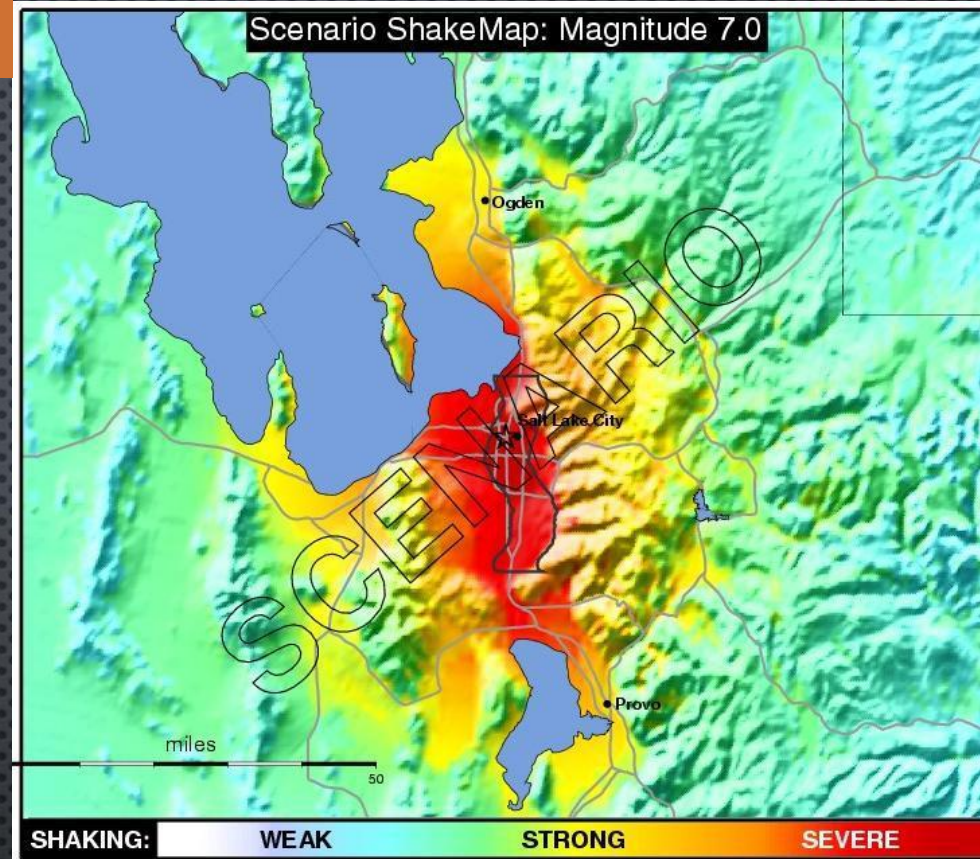 Scenario ShakeMap: Magnitude 7.0
Ogden
SCENARIO
Salt Lake City
Provo
miles
50
SHAKING: WEAK STRONG SEVERE